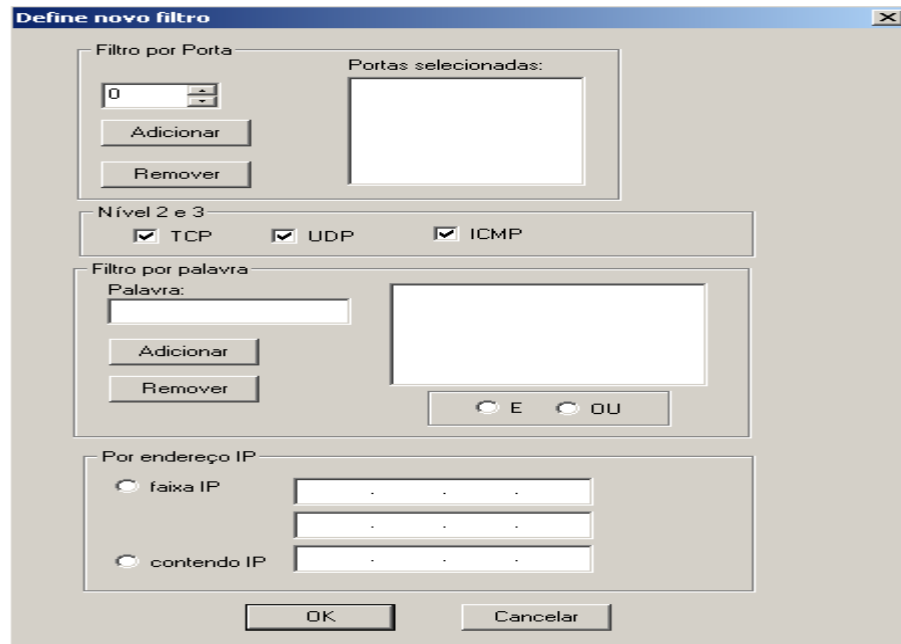 Define novo filtro
Filtro por Porta
Portas selecionadas:
0
Adicionar
Remover
Nível 2 e 3
TCP UDP ICMP
Filtro por palavra
Palavra:
Adicionar
Remover
E OU
Por endereço IP
faixa IP . . .
. . .
contendo IP . . .
OK Cancelar